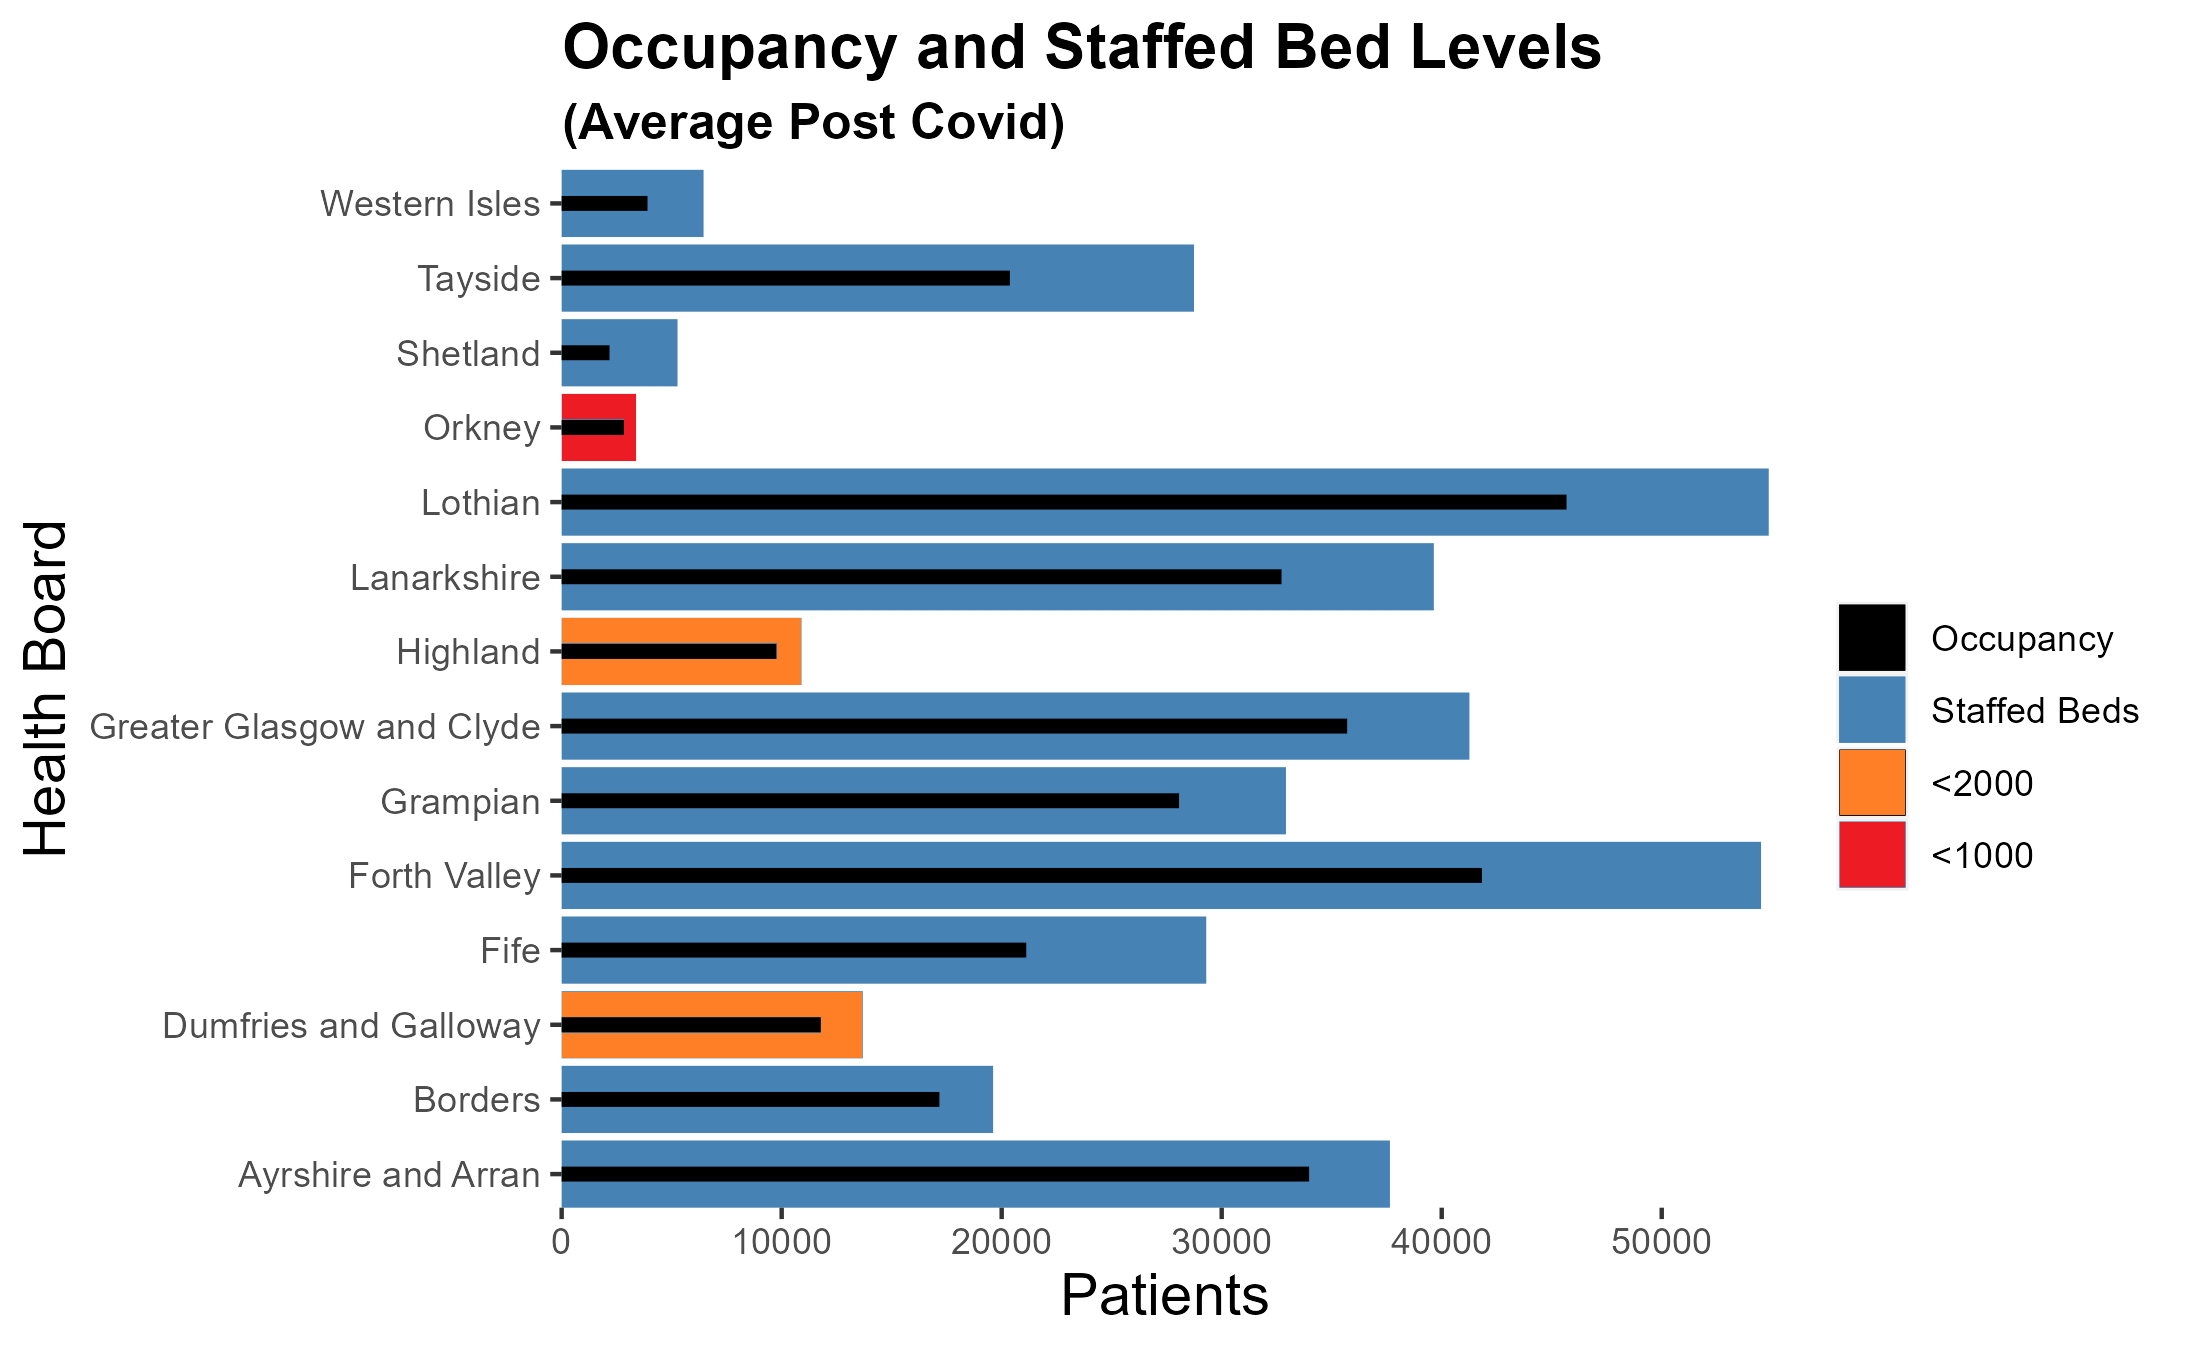 Occupancy and Staffed Bed Levels
(Average Post Covid)
Health Board
Western Isles
Tayside
Shetland
Orkney
Lothian
Lanarkshire
Highland
Greater Glasgow and Clyde
Grampian
Forth Valley
Fife
Dumfries and Galloway
Borders
Ayrshire and Arran
0 10000 20000 30000 40000 50000
Patients
Occupancy
Staffed Beds
<2000
<1000